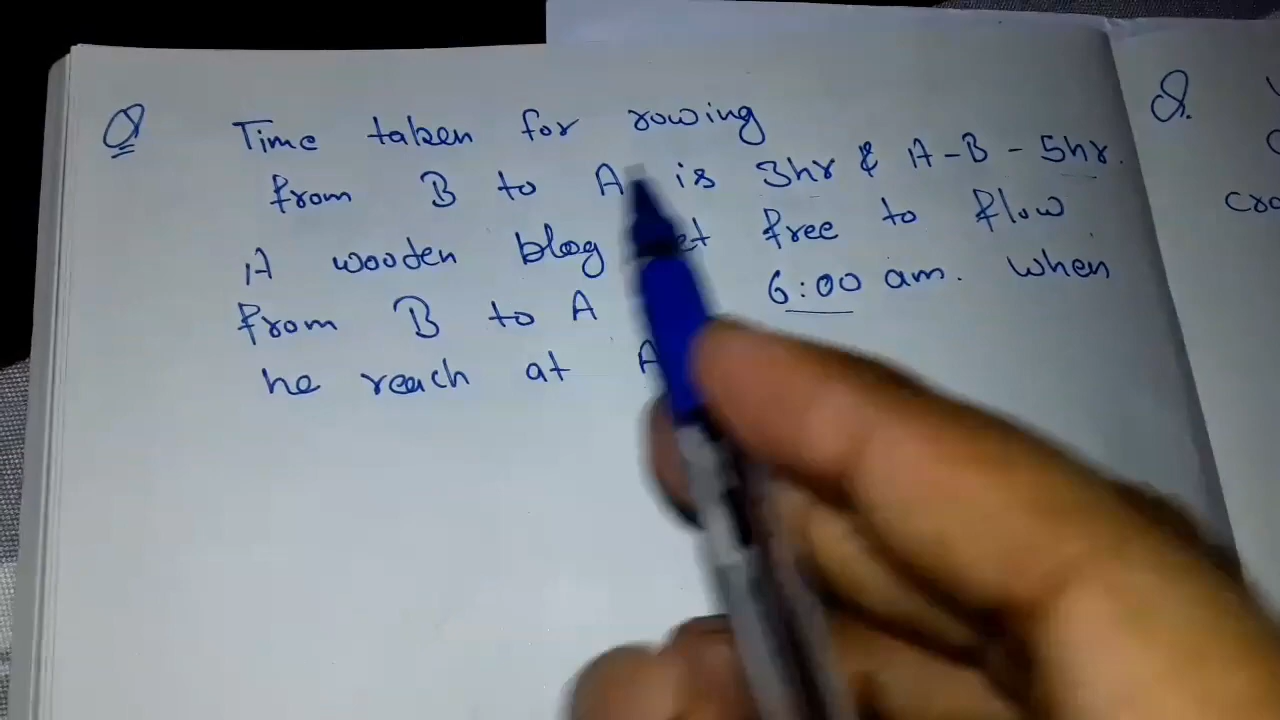 Q Time taken for rowing
from B to A is 3hr & A-B - 5hr.
A wooden blog free to flow
from B to A 6:00 am. when
he reach at A
Q.